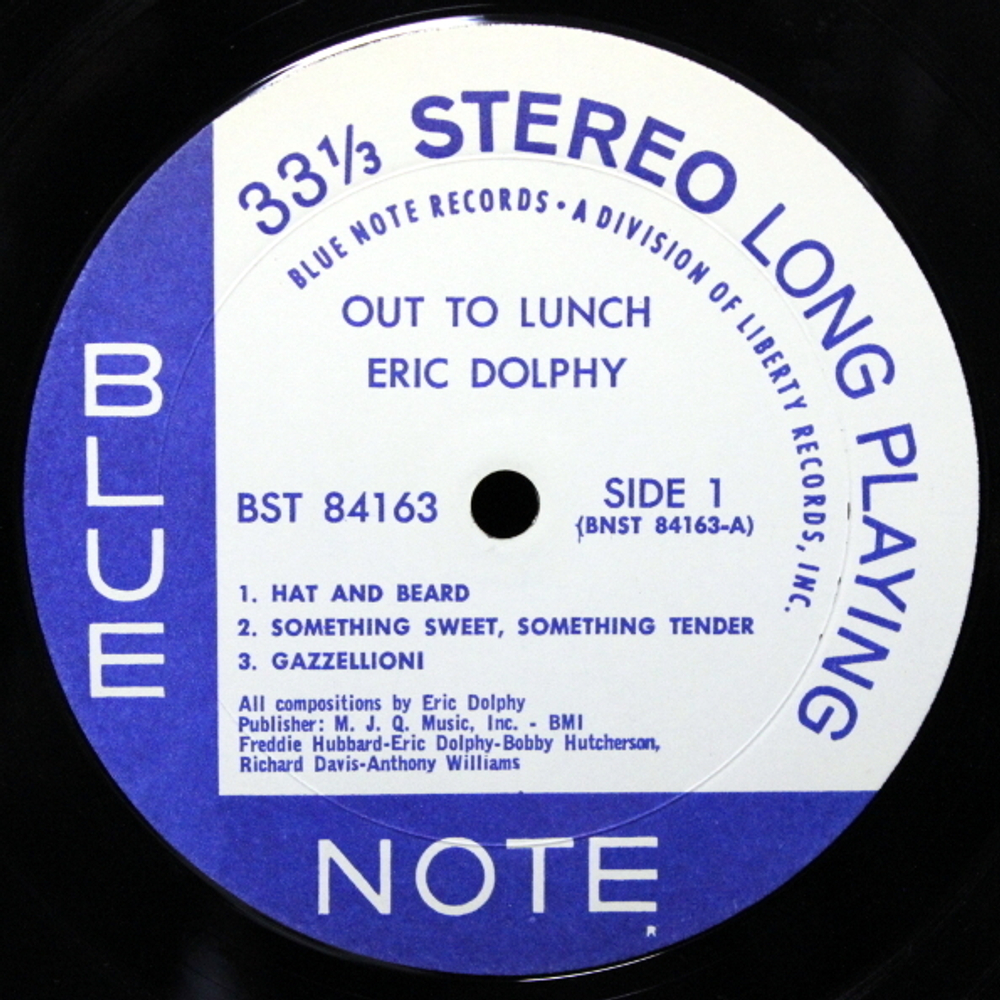 33⅓ STEREO LONG PLAYING
BLUE NOTE RECORDS • A DIVISION OF LIBERTY RECORDS, INC.
OUT TO LUNCH
ERIC DOLPHY
BST 84163
SIDE 1
(BNST 84163-A)
1. HAT AND BEARD
2. SOMETHING SWEET, SOMETHING TENDER
3. GAZZELLIONI
All compositions by Eric Dolphy
Publisher: M. J. Q. Music, Inc. - BMI
Freddie Hubbard-Eric Dolphy-Bobby Hutcherson,
Richard Davis-Anthony Williams
BLUE
NOTE
R